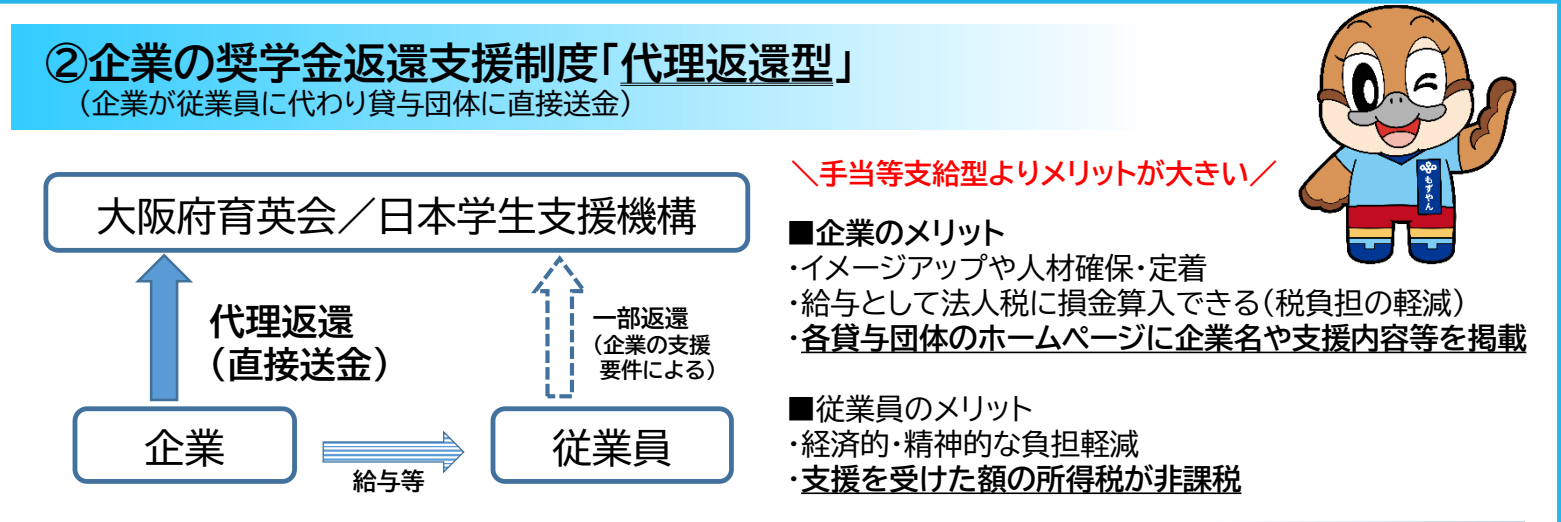 ②企業の奨学金返還支援制度「代理返還型」
（企業が従業員に代わり貸与団体に直接送金）
大阪府育英会／日本学生支援機構
代理返還
（直接送金）
一部返還
（企業の支援
要件による）
企業
給与等
従業員
＼手当等支給型よりメリットが大きい／
■企業のメリット
・イメージアップや人材確保・定着
・給与として法人税に損金算入できる（税負担の軽減）
・各貸与団体のホームページに企業名や支援内容等を掲載
■従業員のメリット
・経済的・精神的な負担軽減
・支援を受けた額の所得税が非課税
もずやん